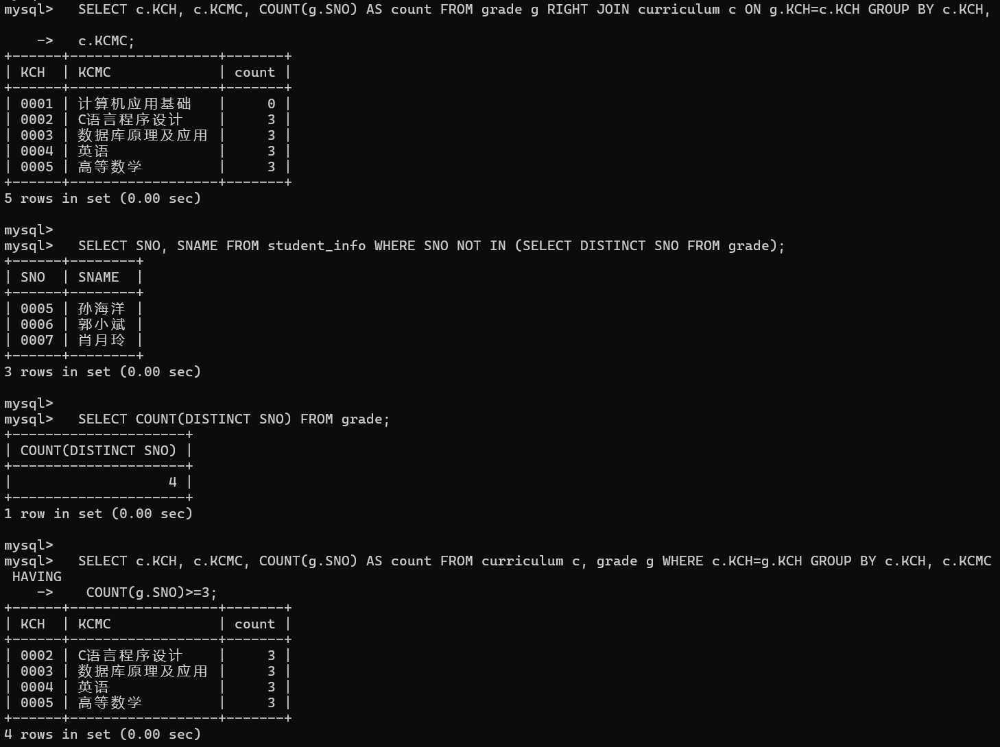 mysql>   SELECT c.KCH, c.KCMC, COUNT(g.SNO) AS count FROM grade g RIGHT JOIN curriculum c ON g.KCH=c.KCH GROUP BY c.KCH,
    ->   c.KCMC;
+------+------------------+-------+
| KCH  | KCMC             | count |
+------+------------------+-------+
| 0001 | 计算机应用基础   |     0 |
| 0002 | C语言程序设计    |     3 |
| 0003 | 数据库原理及应用 |     3 |
| 0004 | 英语             |     3 |
| 0005 | 高等数学         |     3 |
+------+------------------+-------+
5 rows in set (0.00 sec)
mysql>
mysql>   SELECT SNO, SNAME FROM student_info WHERE SNO NOT IN (SELECT DISTINCT SNO FROM grade);
+------+--------+
| SNO  | SNAME  |
+------+--------+
| 0005 | 孙海洋 |
| 0006 | 郭小斌 |
| 0007 | 肖月玲 |
+------+--------+
3 rows in set (0.00 sec)
mysql>
mysql>   SELECT COUNT(DISTINCT SNO) FROM grade;
+---------------------+
| COUNT(DISTINCT SNO) |
+---------------------+
|                   4 |
+---------------------+
1 row in set (0.00 sec)
mysql>
mysql>   SELECT c.KCH, c.KCMC, COUNT(g.SNO) AS count FROM curriculum c, grade g WHERE c.KCH=g.KCH GROUP BY c.KCH, c.KCMC
 HAVING
    ->    COUNT(g.SNO)>=3;
+------+------------------+-------+
| KCH  | KCMC             | count |
+------+------------------+-------+
| 0002 | C语言程序设计    |     3 |
| 0003 | 数据库原理及应用 |     3 |
| 0004 | 英语             |     3 |
| 0005 | 高等数学         |     3 |
+------+------------------+-------+
4 rows in set (0.00 sec)